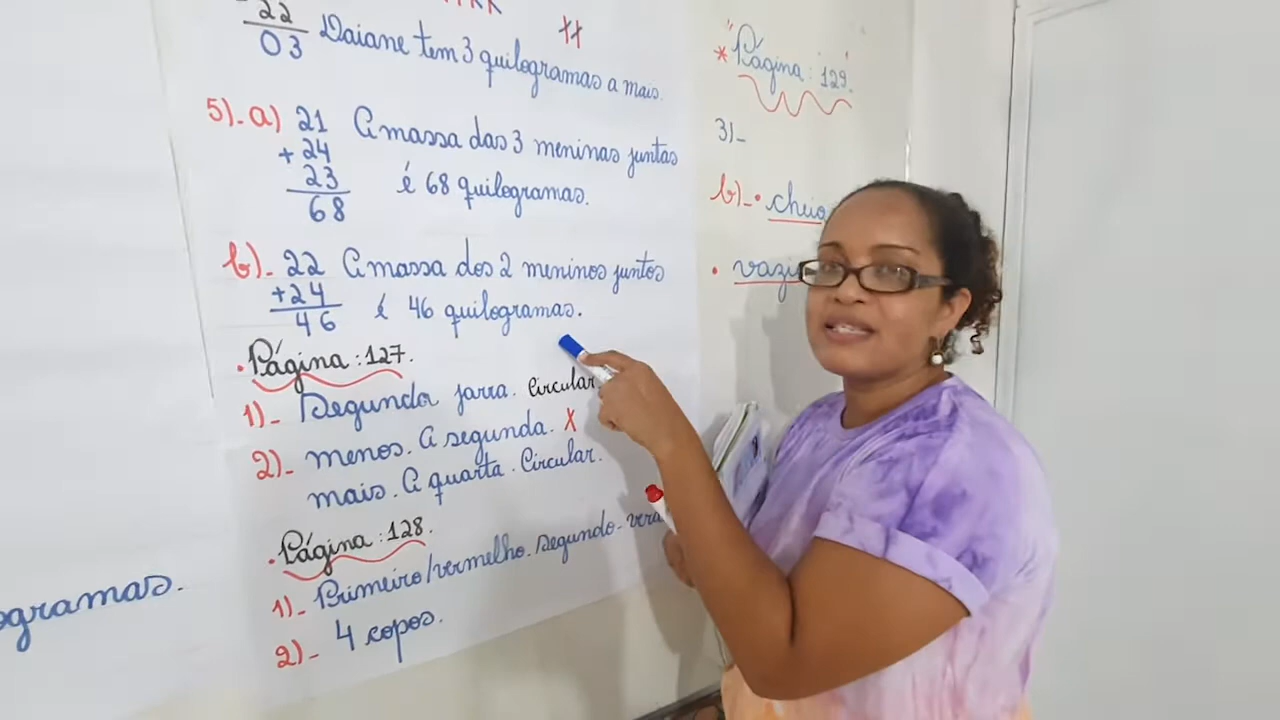 - 22
03 Daiane tem 3 quilogramas a mais.
5)- a) 21 A massa das 3 meninas juntas
+ 24
23 é 68 quilogramas.
68
b)- 22 A massa dos 2 meninos juntos
+24 é 46 quilogramas.
46
. Página: 127.
1)- Segunda jarra. Circular
2)- menos. A segunda. X
mais. A quarta. Circular.
. Página: 128.
1)- Primeiro/vermelho. Segundo-
2)- 4 copos.
ogramas.
* "Página: 129."
3)-
b)- • cheio
•